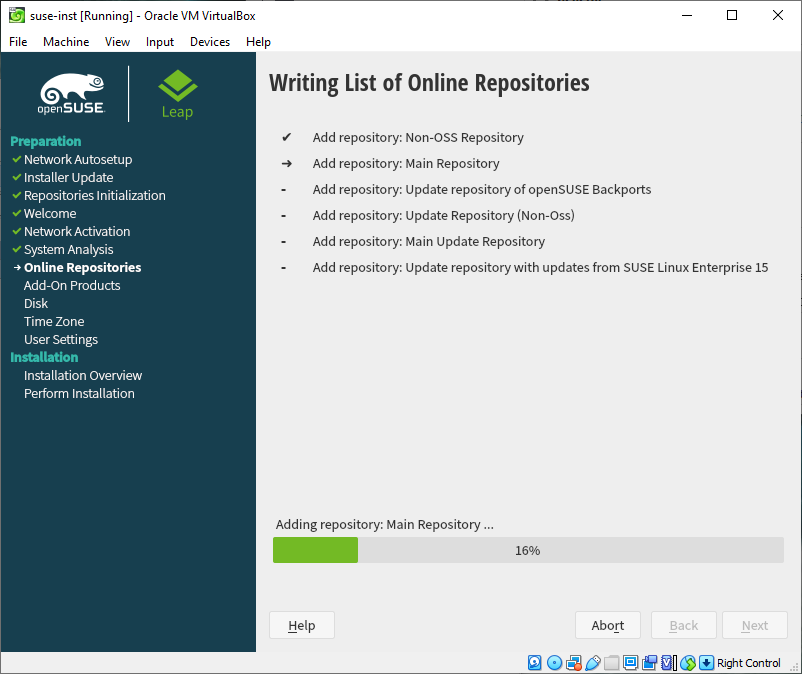 suse-inst [Running] - Oracle VM VirtualBox
File Machine View Input Devices Help
openSUSE
Leap
Preparation
✓ Network Autosetup
✓ Installer Update
✓ Repositories Initialization
✓ Welcome
✓ Network Activation
✓ System Analysis
→ Online Repositories
Add-On Products
Disk
Time Zone
User Settings
Installation
Installation Overview
Perform Installation
Writing List of Online Repositories
✔ Add repository: Non-OSS Repository
➔ Add repository: Main Repository
- Add repository: Update repository of openSUSE Backports
- Add repository: Update Repository (Non-Oss)
- Add repository: Main Update Repository
- Add repository: Update repository with updates from SUSE Linux Enterprise 15
Adding repository: Main Repository ...
16%
Help Abort Back Next
Right Control